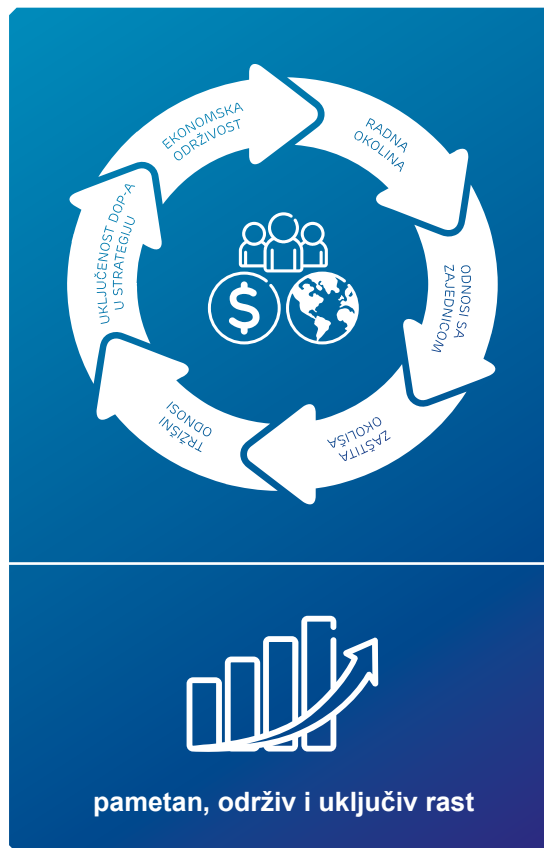 EKONOMSKA
ODRŽIVOST
RADNA
OKOLINA
ODNOSI SA
ZAJEDNICOM
ZAŠTITA
OKOLIŠA
TRŽIŠNI
ODNOSI
UKLJUČENOST DOP-A
U STRATEGIJU
$
pametan, održiv i uključiv rast